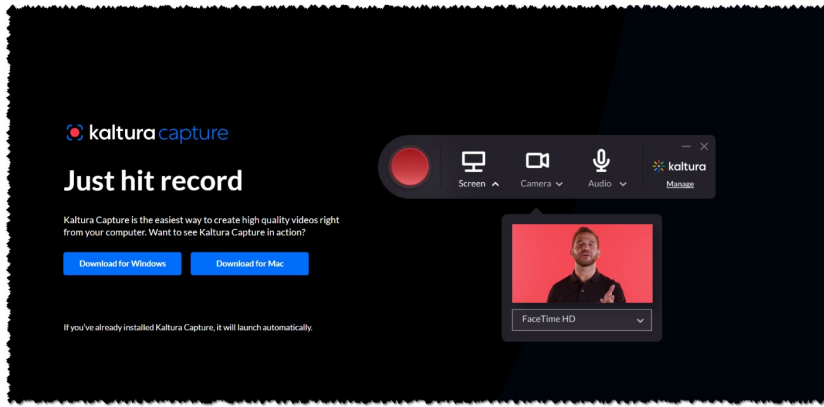 kaltura capture
Just hit record
Kaltura Capture is the easiest way to create high quality videos right
from your computer. Want to see Kaltura Capture in action?
Download for Windows
Download for Mac
If you've already installed Kaltura Capture, it will launch automatically.
Screen
Camera
Audio
kaltura
Manage
FaceTime HD